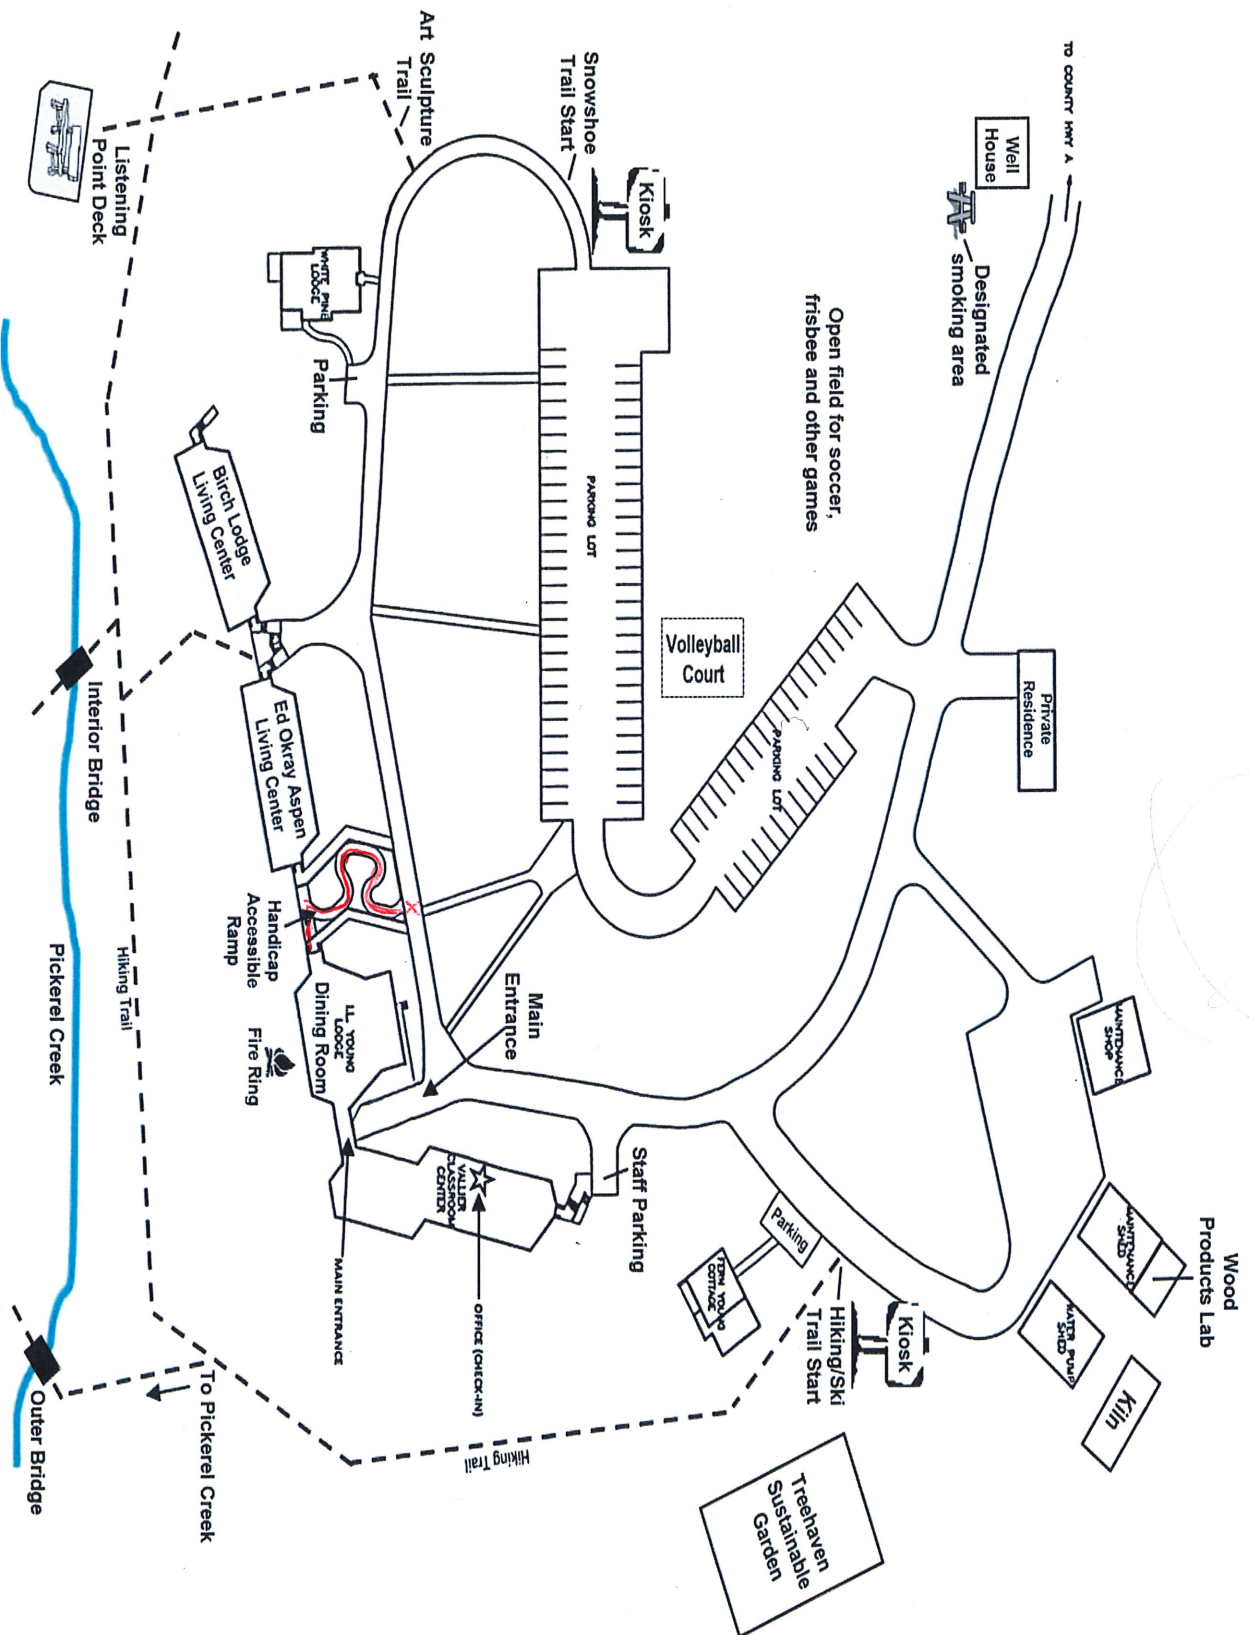 TO COUNTY HWY A
Well
House
Designated
smoking area
Private
Residence
Open field for soccer,
frisbee and other games
Snowshoe
Trail Start
Kiosk
Art Sculpture
Trail
Listening
Point Deck
WHITE PINE
LODGE
Parking
PARKING LOT
Volleyball
Court
PARKING LOT
Birch Lodge
Living Center
Ed Okray Aspen
Living Center
Interior Bridge
Handicap
Accessible
Ramp
X
Main
Entrance
LL. YOUNG
LODGE
Dining Room
Fire Ring
Pickerel Creek
Hiking Trail
MAINTENANCE
SHOP
Wood
Products Lab
MAINTENANCE
SHED
WATER PUMP
SHED
Kiln
Staff Parking
VALLIER
CLASSROOM
CENTER
MAIN ENTRANCE
OFFICE (CHECK-IN)
Parking
FERN YOUNG
COTTAGE
Kiosk
Hiking/Ski
Trail Start
Hiking Trail
Treehaven
Sustainable
Garden
To Pickerel Creek
Outer Bridge